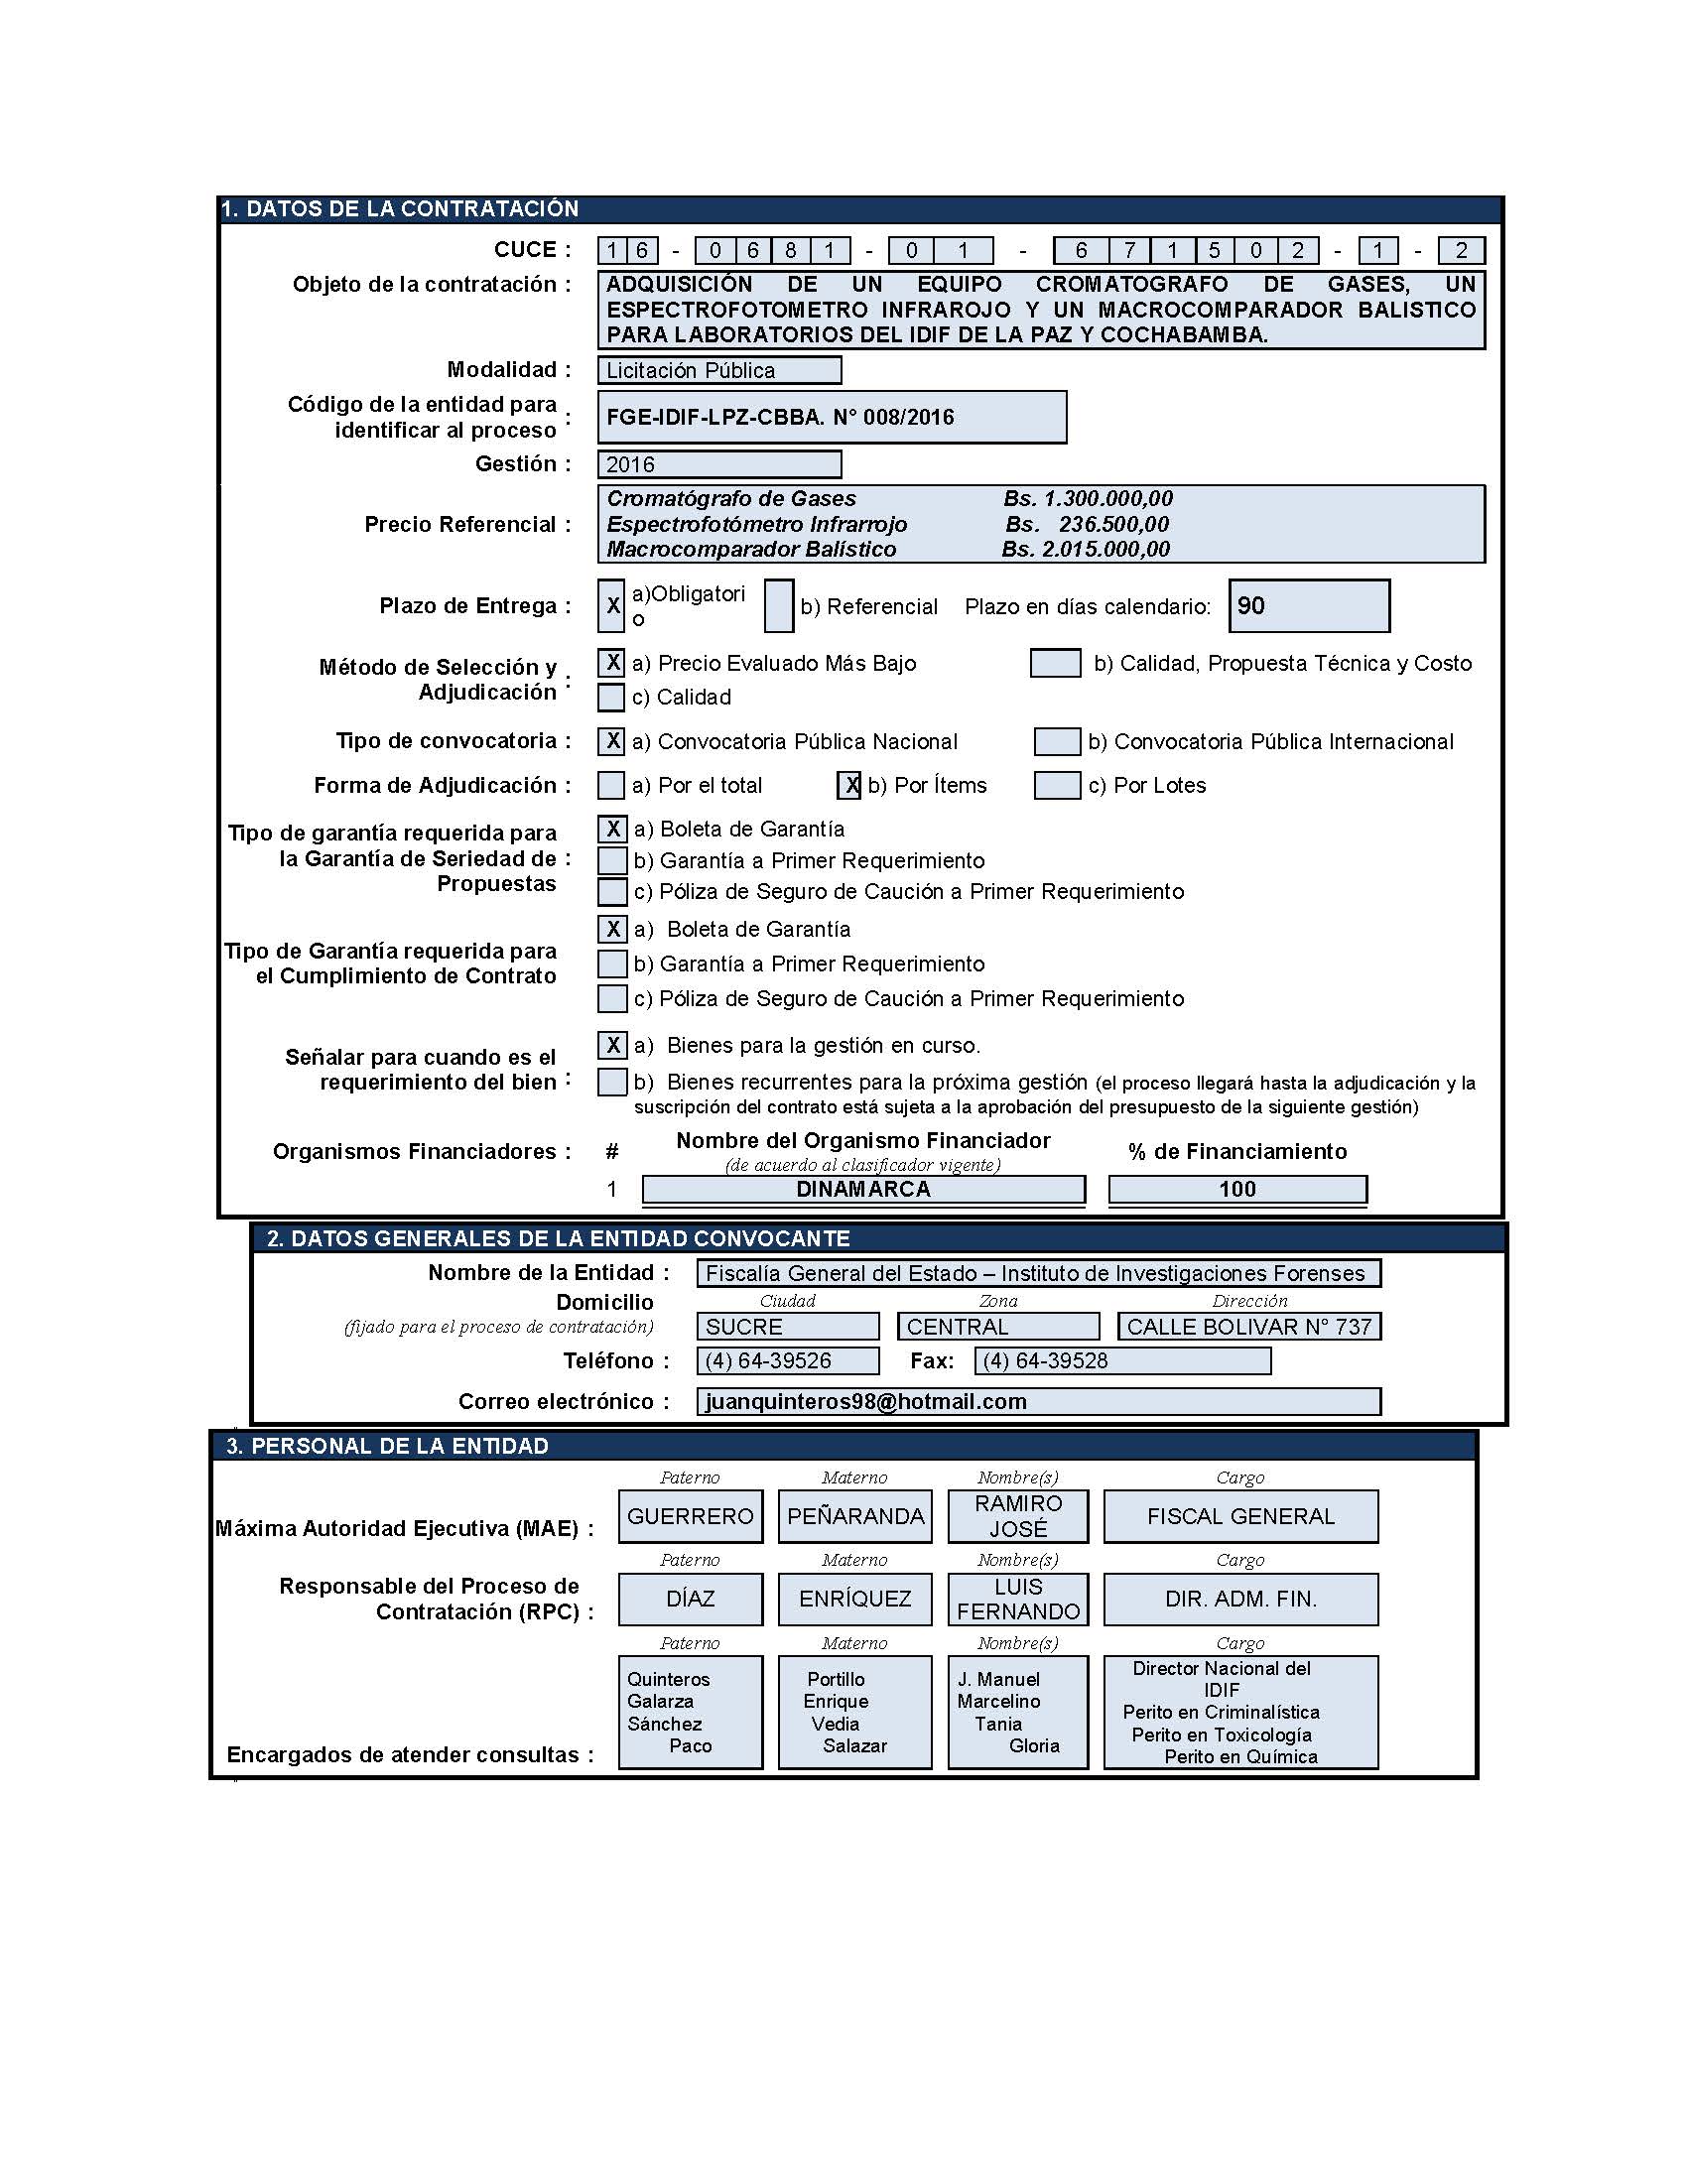 1. DATOS DE LA CONTRATACIÓN
CUCE : 1 6 - 0 6 8 1 - 0 1 - 6 7 1 5 0 2 - 1 - 2
Objeto de la contratación : ADQUISICIÓN DE UN EQUIPO CROMATOGRAFO DE GASES, UN
ESPECTROFOTOMETRO INFRAROJO Y UN MACROCOMPARADOR BALISTICO
PARA LABORATORIOS DEL IDIF DE LA PAZ Y COCHABAMBA.
Modalidad : Licitación Pública
Código de la entidad para
identificar al proceso : FGE-IDIF-LPZ-CBBA. N° 008/2016
Gestión : 2016
Precio Referencial :
Cromatógrafo de Gases Bs. 1.300.000,00
Espectrofotómetro Infrarrojo Bs. 236.500,00
Macrocomparador Balístico Bs. 2.015.000,00
Plazo de Entrega : X a)Obligatori
o
b) Referencial Plazo en días calendario: 90
Método de Selección y
Adjudicación :
X a) Precio Evaluado Más Bajo b) Calidad, Propuesta Técnica y Costo
c) Calidad
Tipo de convocatoria : X a) Convocatoria Pública Nacional b) Convocatoria Pública Internacional
Forma de Adjudicación : a) Por el total X b) Por Ítems c) Por Lotes
Tipo de garantía requerida para
la Garantía de Seriedad de :
Propuestas
X a) Boleta de Garantía
b) Garantía a Primer Requerimiento
c) Póliza de Seguro de Caución a Primer Requerimiento
Tipo de Garantía requerida para
el Cumplimiento de Contrato
X a) Boleta de Garantía
b) Garantía a Primer Requerimiento
c) Póliza de Seguro de Caución a Primer Requerimiento
Señalar para cuando es el
requerimiento del bien :
X a) Bienes para la gestión en curso.
b) Bienes recurrentes para la próxima gestión (el proceso llegará hasta la adjudicación y la
suscripción del contrato está sujeta a la aprobación del presupuesto de la siguiente gestión)
Organismos Financiadores : # Nombre del Organismo Financiador % de Financiamiento
(de acuerdo al clasificador vigente)
1 DINAMARCA 100
2. DATOS GENERALES DE LA ENTIDAD CONVOCANTE
Nombre de la Entidad : Fiscalía General del Estado – Instituto de Investigaciones Forenses
Domicilio Ciudad Zona Dirección
(fijado para el proceso de contratación) SUCRE CENTRAL CALLE BOLIVAR N° 737
Teléfono : (4) 64-39526 Fax: (4) 64-39528
Correo electrónico : juanquinteros98@hotmail.com
3. PERSONAL DE LA ENTIDAD
Paterno Materno Nombre(s) Cargo
Máxima Autoridad Ejecutiva (MAE) : GUERRERO PEÑARANDA RAMIRO
JOSÉ FISCAL GENERAL
Paterno Materno Nombre(s) Cargo
Responsable del Proceso de
Contratación (RPC) : DÍAZ ENRÍQUEZ LUIS
FERNANDO DIR. ADM. FIN.
Paterno Materno Nombre(s) Cargo
Quinteros Portillo J. Manuel Director Nacional del
IDIF
Galarza Enrique Marcelino Perito en Criminalística
Sánchez Vedia Tania Perito en Toxicología
Encargados de atender consultas : Paco Salazar Gloria Perito en Química